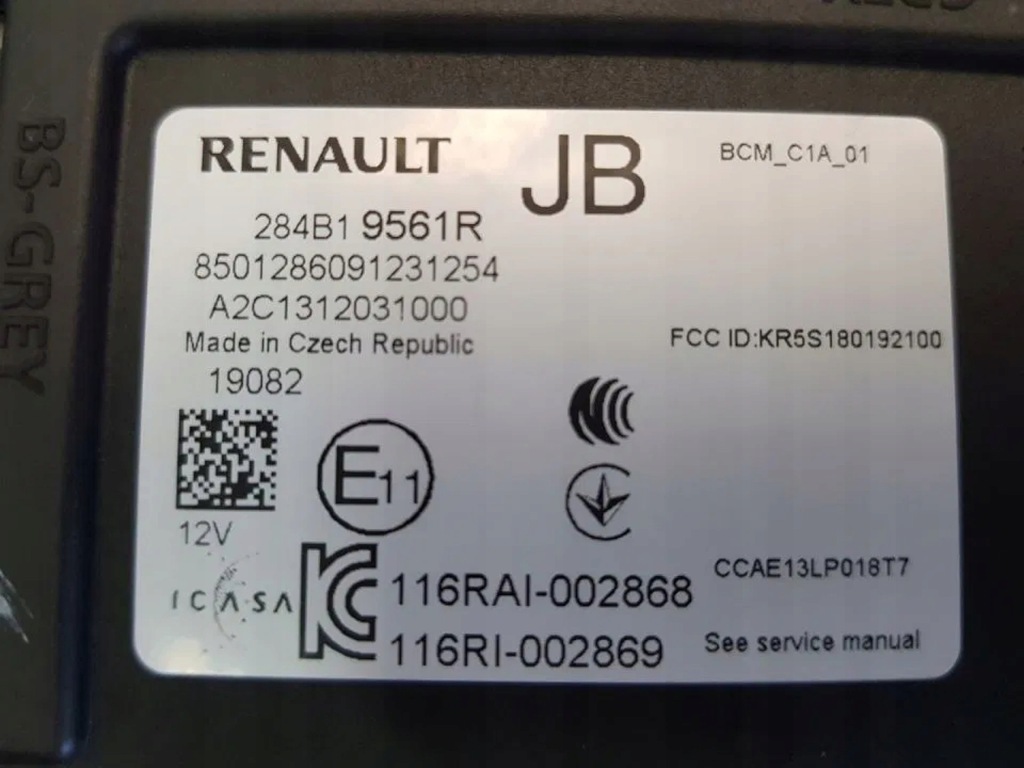 BS-GREY
RENAULT
JB
BCM_C1A_01
284B1 9561R
8501286091231254
A2C1312031000
Made in Czech Republic
FCC ID:KR5S180192100
19082
E11
12V
ICASA
KC
116RAI-002868
CCAE13LP018T7
116RI-002869
See service manual